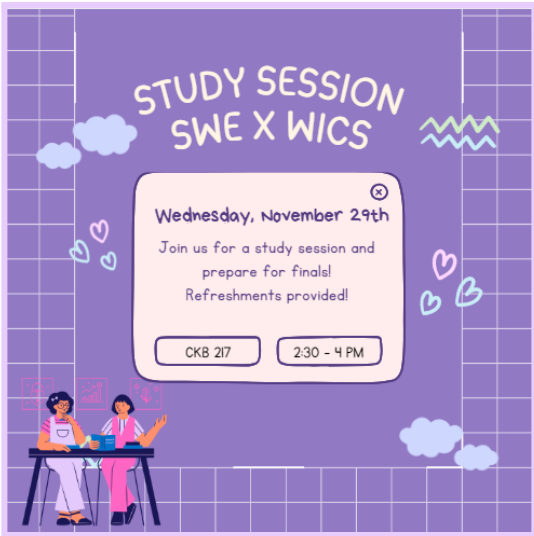 STUDY SESSION
SWE X WICS
Wednesday, November 29th
Join us for a study session and
prepare for finals!
Refreshments provided!
CKB 217
2:30 - 4 PM